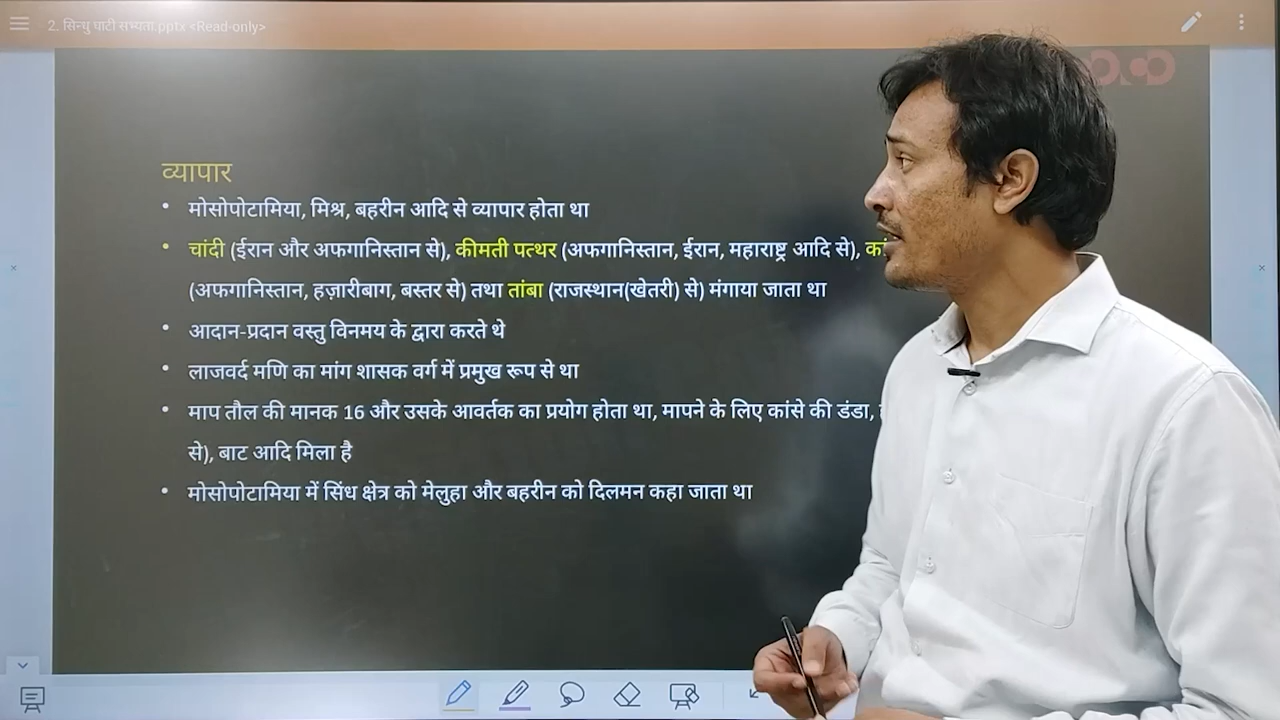 2. सिन्धु घाटी सभ्यता.pptx <Read-only>
व्यापार
• मोसोपोटामिया, मिश्र, बहरीन आदि से व्यापार होता था
• चांदी (ईरान और अफगानिस्तान से), कीमती पत्थर (अफगानिस्तान, ईरान, महाराष्ट्र आदि से),
(अफगानिस्तान, हज़ारीबाग, बस्तर से) तथा तांबा (राजस्थान(खेतरी) से) मंगाया जाता था
• आदान-प्रदान वस्तु विनमय के द्वारा करते थे
• लाजवर्द मणि का मांग शासक वर्ग में प्रमुख रूप से था
• माप तौल की मानक 16 और उसके आवर्तक का प्रयोग होता था, मापने के लिए कांसे की डंडा,
से), बाट आदि मिला है
• मोसोपोटामिया में सिंध क्षेत्र को मेलुहा और बहरीन को दिलमन कहा जाता था